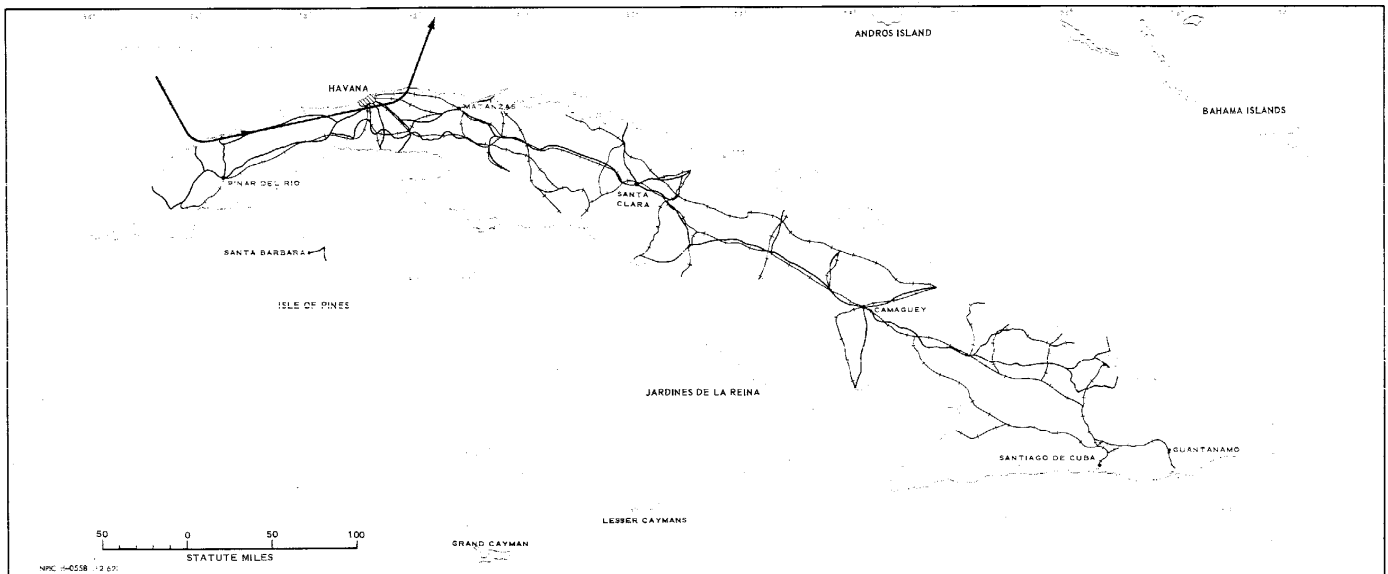 ANDROS ISLAND
HAVANA
MATANZAS
BAHAMA ISLANDS
PINAR DEL RIO
SANTA
CLARA
SANTA BARBARA
ISLE OF PINES
CAMAGUEY
JARDINES DE LA REINA
SANTIAGO DE CUBA
GUANTANAMO
LESSER CAYMANS
50 0 50 100
STATUTE MILES
GRAND CAYMAN
NPIC